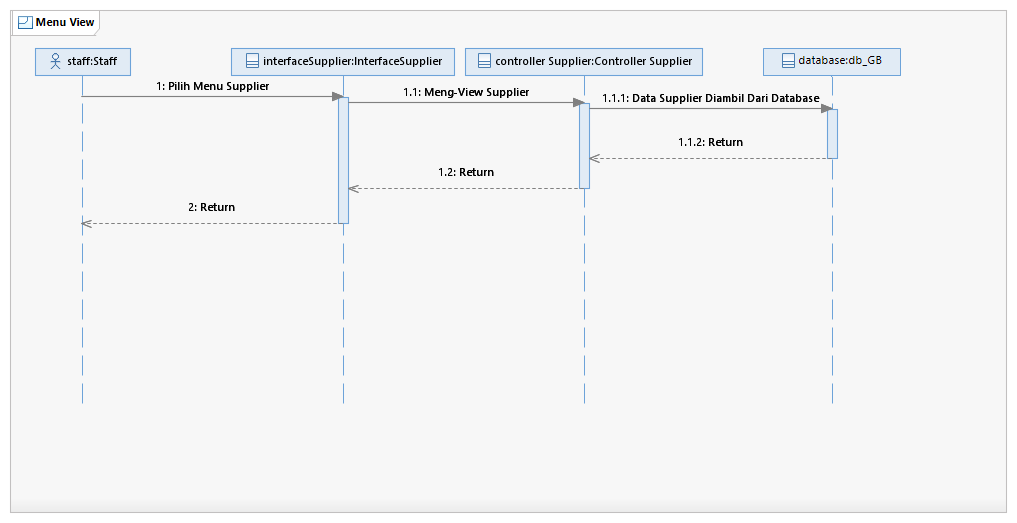 Menu View
staff:Staff
interfaceSupplier:InterfaceSupplier
controller Supplier:Controller Supplier
database:db_GB
1: Pilih Menu Supplier
1.1: Meng-View Supplier
1.1.1: Data Supplier Diambil Dari Database
1.1.2: Return
1.2: Return
2: Return